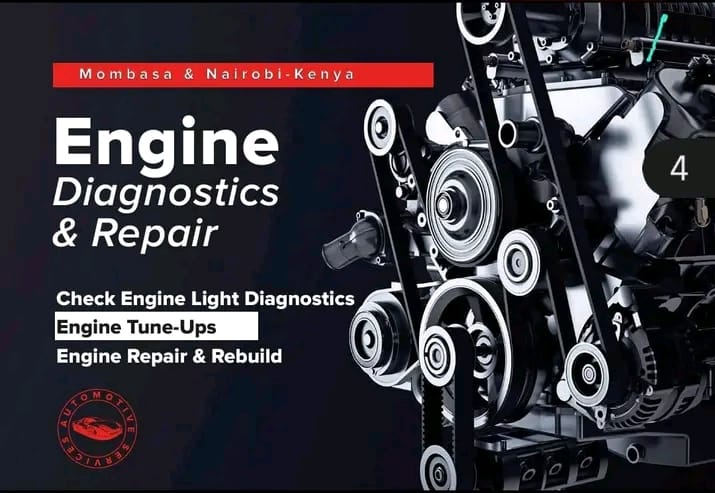 Mombasa & Nairobi-Kenya
Engine
Diagnostics
& Repair
Check Engine Light Diagnostics
Engine Tune-Ups
Engine Repair & Rebuild
AUTOMOTIVE SERVICES
4